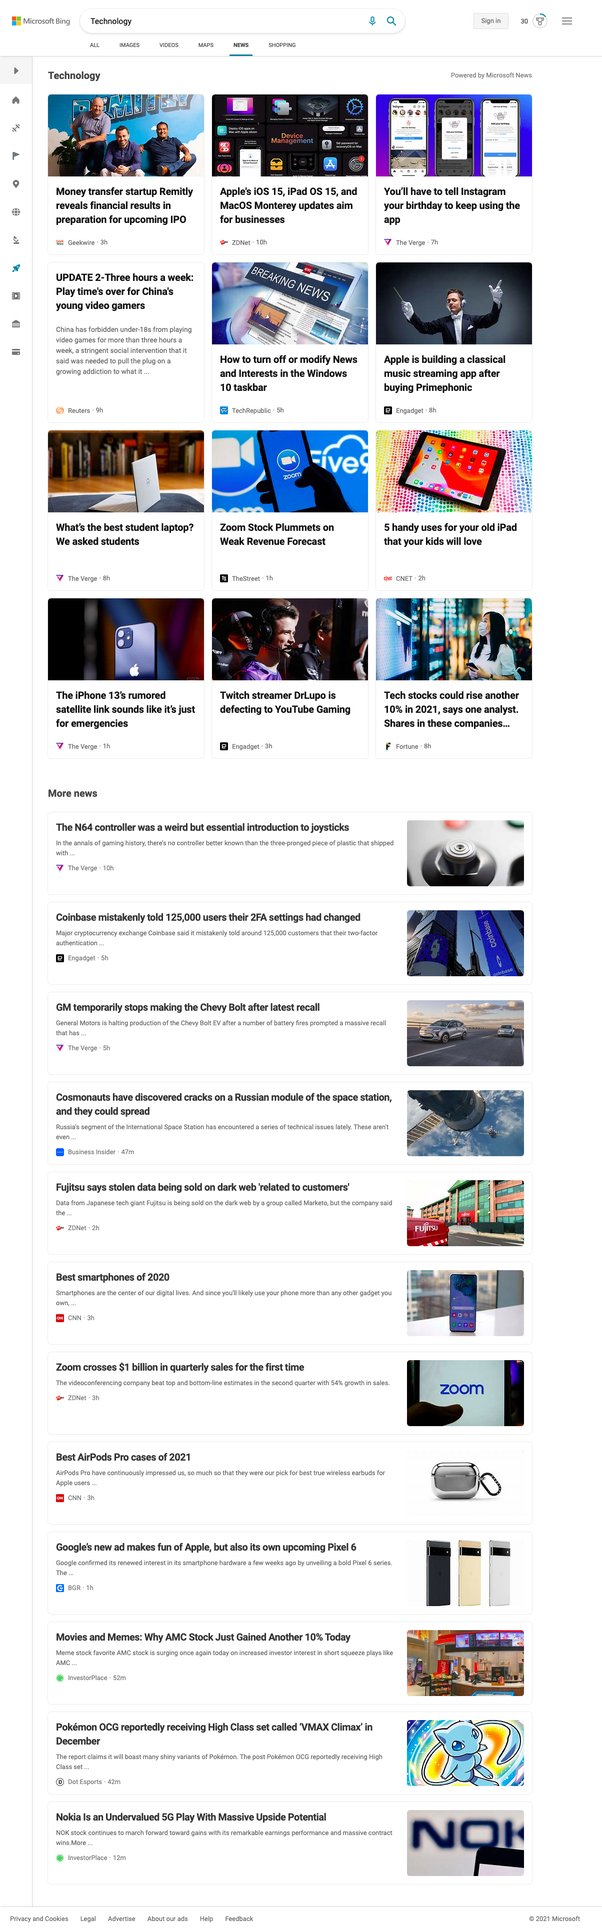 Microsoft Bing
Technology
Sign in
30
ALL IMAGES VIDEOS MAPS NEWS SHOPPING
Technology
Powered by Microsoft News
Device Management
Money transfer startup Remitly
reveals financial results in
preparation for upcoming IPO
Geekwire · 3h
Apple's iOS 15, iPad OS 15, and
MacOS Monterey updates aim
for businesses
ZDNet · 10h
You'll have to tell Instagram
your birthday to keep using the
app
The Verge · 7h
UPDATE 2-Three hours a week:
Play time's over for China's
young video gamers
China has forbidden under-18s from playing
video games for more than three hours a
week, a stringent social intervention that it
said was needed to pull the plug on a
growing addiction to what it ...
Reuters · 9h
BREAKING NEWS
How to turn off or modify News
and Interests in the Windows
10 taskbar
TechRepublic · 5h
Apple is building a classical
music streaming app after
buying Primephonic
Engadget · 8h
What's the best student laptop?
We asked students
The Verge · 8h
zoom
Five9
zoom
Zoom Stock Plummets on
Weak Revenue Forecast
TheStreet · 1h
5 handy uses for your old iPad
that your kids will love
CNET · 2h
The iPhone 13's rumored
satellite link sounds like it's just
for emergencies
The Verge · 1h
Twitch streamer DrLupo is
defecting to YouTube Gaming
Engadget · 3h
Tech stocks could rise another
10% in 2021, says one analyst.
Shares in these companies...
Fortune · 8h
More news
The N64 controller was a weird but essential introduction to joysticks
In the annals of gaming history, there's no controller better known than the three-pronged piece of plastic that shipped
with ...
The Verge · 10h
Coinbase mistakenly told 125,000 users their 2FA settings had changed
Major cryptocurrency exchange Coinbase said it mistakenly told around 125,000 customers that their two-factor
authentication ...
Engadget · 5h
coinbase
GM temporarily stops making the Chevy Bolt after latest recall
General Motors is halting production of the Chevy Bolt EV after a number of battery fires prompted a massive recall
that has ...
The Verge · 5h
Cosmonauts have discovered cracks on a Russian module of the space station,
and they could spread
Russia's segment of the International Space Station has encountered a series of technical issues lately. These aren't
even ...
Business Insider · 47m
Fujitsu says stolen data being sold on dark web 'related to customers'
Data from Japanese tech giant Fujitsu is being sold on the dark web by a group called Marketo, but the company said
the ...
ZDNet · 2h
FUJITSU
Best smartphones of 2020
Smartphones are the center of our digital lives. And since you'll likely use your phone more than any other gadget you
own, ...
CNN · 3h
Zoom crosses $1 billion in quarterly sales for the first time
The videoconferencing company beat top and bottom-line estimates in the second quarter with 54% growth in sales.
ZDNet · 3h
zoom
Best AirPods Pro cases of 2021
AirPods Pro have continuously impressed us, so much so that they were our pick for best true wireless earbuds for
Apple users ...
CNN · 3h
Google's new ad makes fun of Apple, but also its own upcoming Pixel 6
Google confirmed its renewed interest in its smartphone hardware a few weeks ago by unveiling a bold Pixel 6 series.
The ...
BGR · 1h
Movies and Memes: Why AMC Stock Just Gained Another 10% Today
Meme stock favorite AMC stock is surging once again today on increased investor interest in short squeeze plays like
AMC ...
InvestorPlace · 52m
Pokémon OCG reportedly receiving High Class set called 'VMAX Climax' in
December
The report claims it will boast many shiny variants of Pokémon. The post Pokémon OCG reportedly receiving High
Class set ...
Dot Esports · 42m
Nokia Is an Undervalued 5G Play With Massive Upside Potential
NOK stock continues to march forward toward gains with its remarkable earnings performance and massive contract
wins.More ...
InvestorPlace · 12m
NOK
Privacy and Cookies Legal Advertise About our ads Help Feedback
© 2021 Microsoft